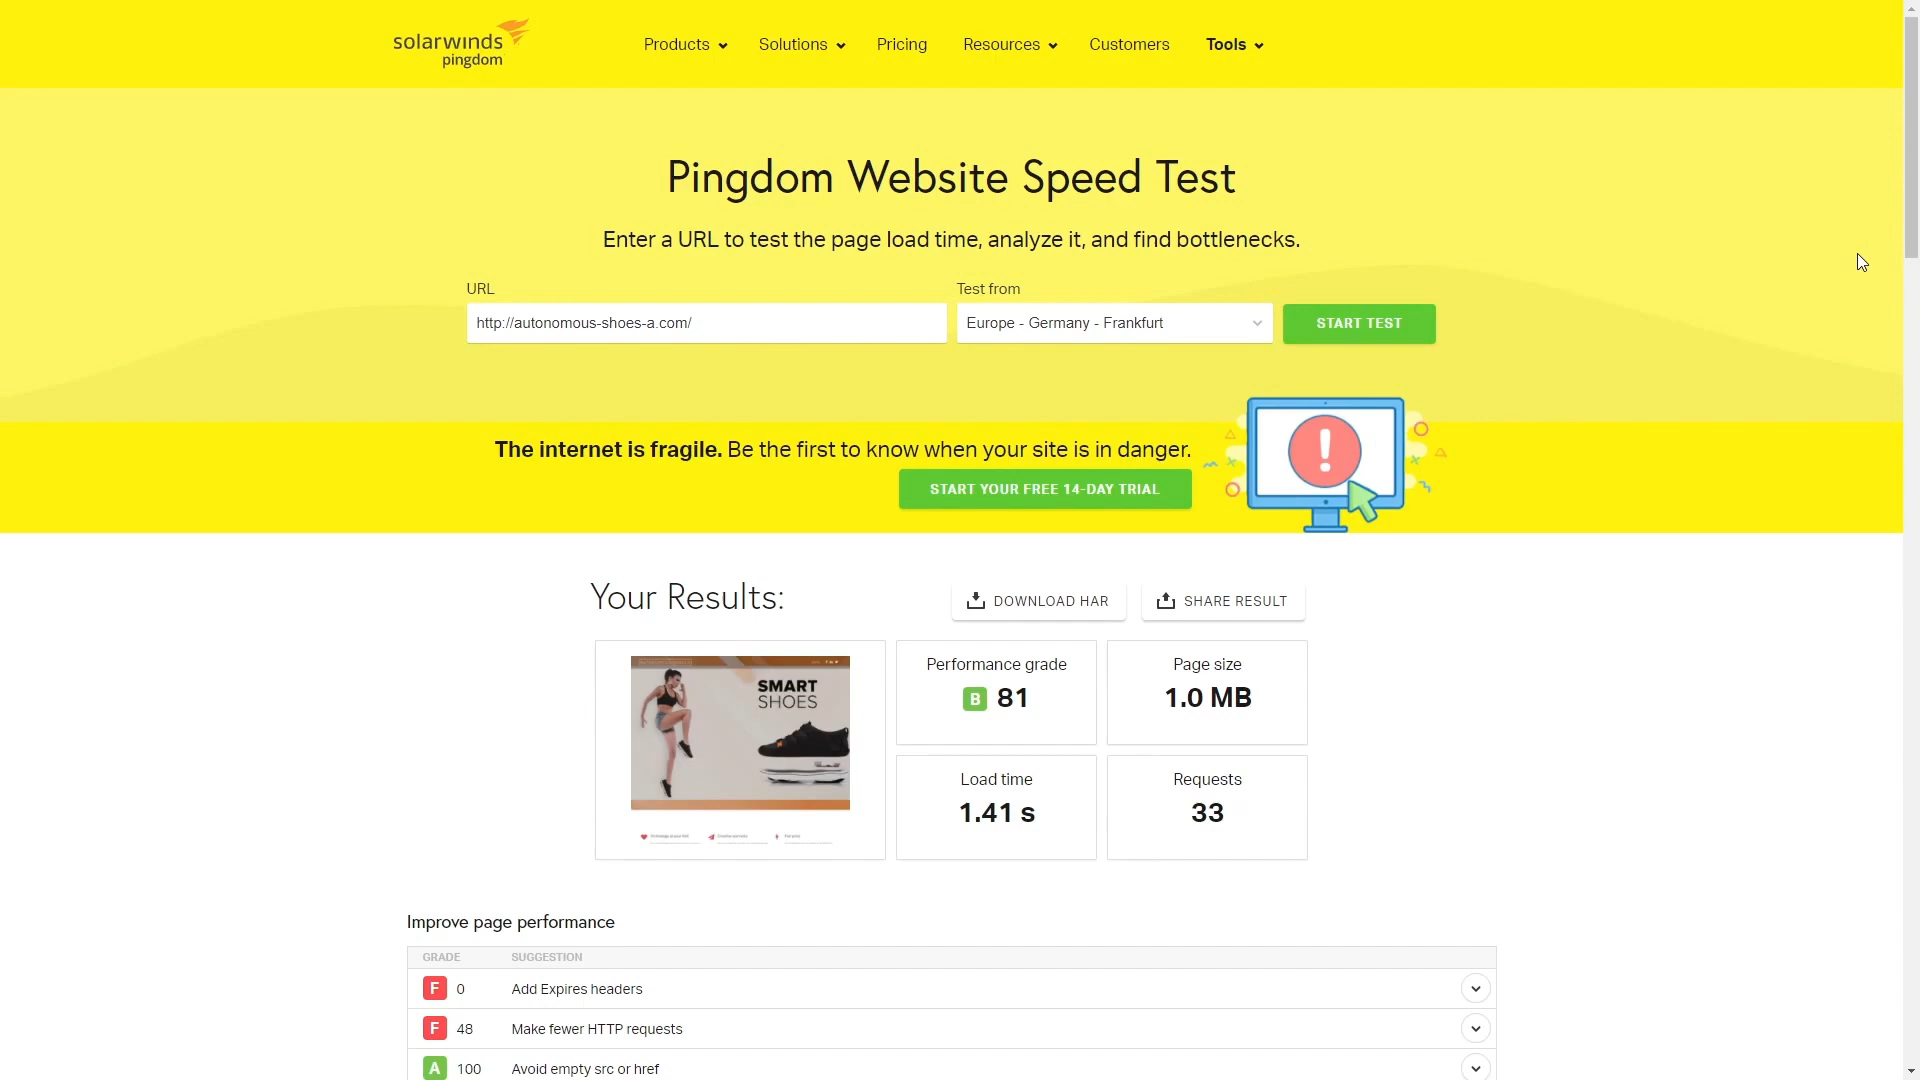 solarwinds
pingdom
Products
Solutions
Pricing
Resources
Customers
Tools
Pingdom Website Speed Test
Enter a URL to test the page load time, analyze it, and find bottlenecks.
URL
Test from
http://autonomous-shoes-a.com/
Europe - Germany - Frankfurt
START TEST
The internet is fragile. Be the first to know when your site is in danger.
START YOUR FREE 14-DAY TRIAL
Your Results:
DOWNLOAD HAR
SHARE RESULT
SMART
SHOES
Performance grade
B 81
Page size
1.0 MB
Load time
1.41 s
Requests
33
Improve page performance
GRADE SUGGESTION
F 0 Add Expires headers
F 48 Make fewer HTTP requests
A 100 Avoid empty src or href